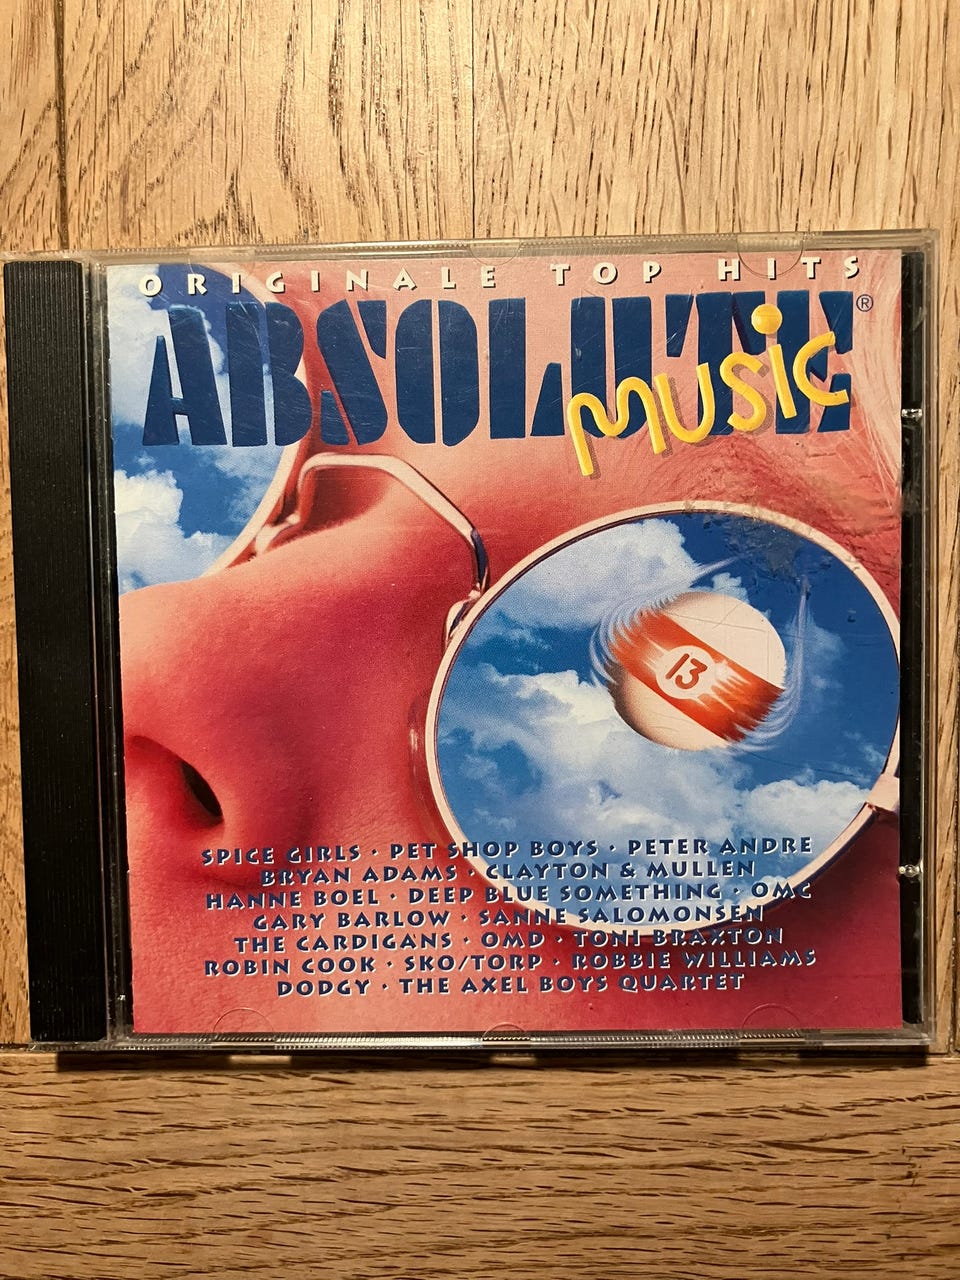 ORIGINALE TOP HITS
ABSOLUTE®
MUSIC
13
SPICE GIRLS · PET SHOP BOYS · PETER ANDRE
BRYAN ADAMS · CLAYTON & MULLEN
HANNE BOEL · DEEP BLUE SOMETHING · OMC
GARY BARLOW · SANNE SALOMONSEN
THE CARDIGANS · OMD · TONI BRAXTON
ROBIN COOK · SKO/TORP · ROBBIE WILLIAMS
DODGY · THE AXEL BOYS QUARTET